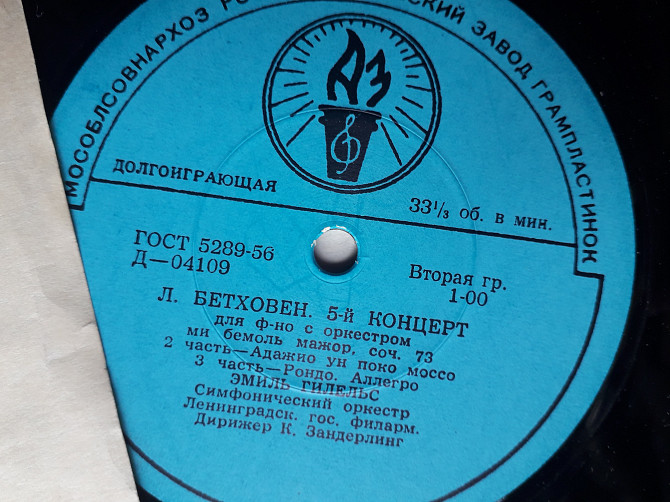 МОСОБЛСОВНАРХОЗ ЗАВОД ГРАМПЛАСТИНОК
АЗ
ДОЛГОИГРАЮЩАЯ
33⅓ об. в мин.
ГОСТ 5289-56
Д—04109
Вторая гр.
1-00
Л. БЕТХОВЕН. 5-й КОНЦЕРТ
для ф-но с оркестром
ми бемоль мажор, соч. 73
2 часть—Адажио ун поко моссо
3 часть—Рондо. Аллегро
ЭМИЛЬ ГИЛЕЛЬС
Симфонический оркестр
Ленинградск. гос. филарм.
Дирижер К. Зандерлинг